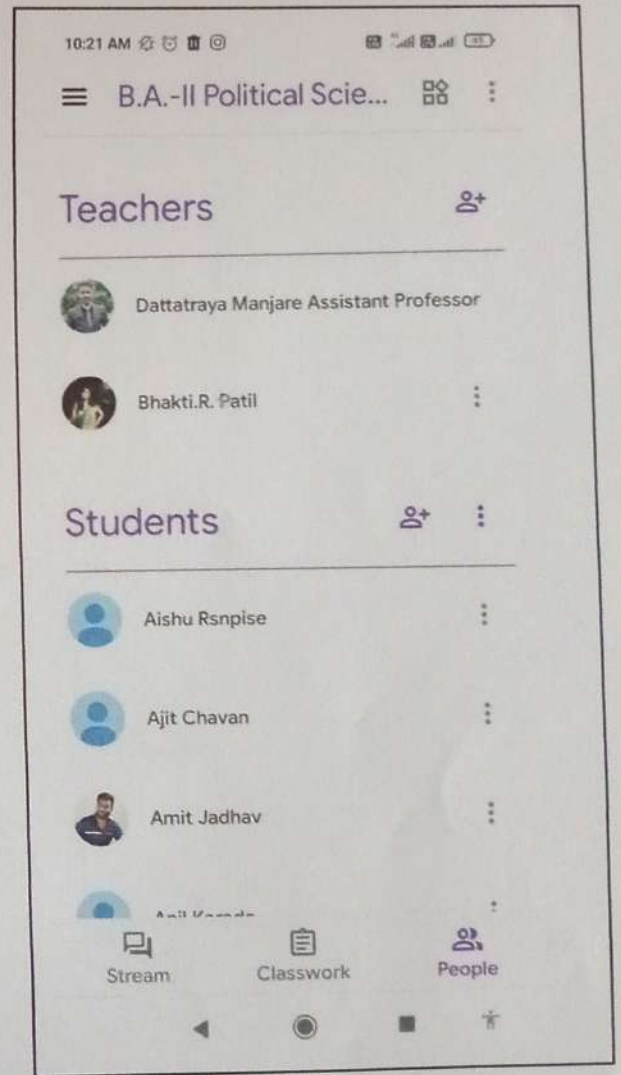 10:21 AM
B.A.-II Political Scie...
Teachers
Dattatraya Manjare Assistant Professor
Bhakti.R. Patil
Students
Aishu Rsnpise
Ajit Chavan
Amit Jadhav
Stream
Classwork
People